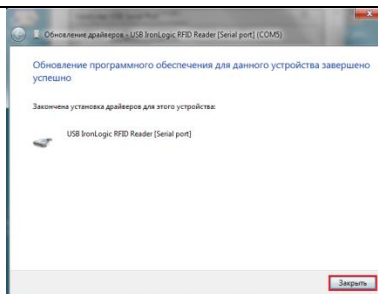 Обновление драйверов - USB IronLogic RFID Reader [Serial port] (COM5)
Обновление программного обеспечения для данного устройства завершено
успешно
Закончена установка драйверов для этого устройства:
USB IronLogic RFID Reader [Serial port]
Закрыть